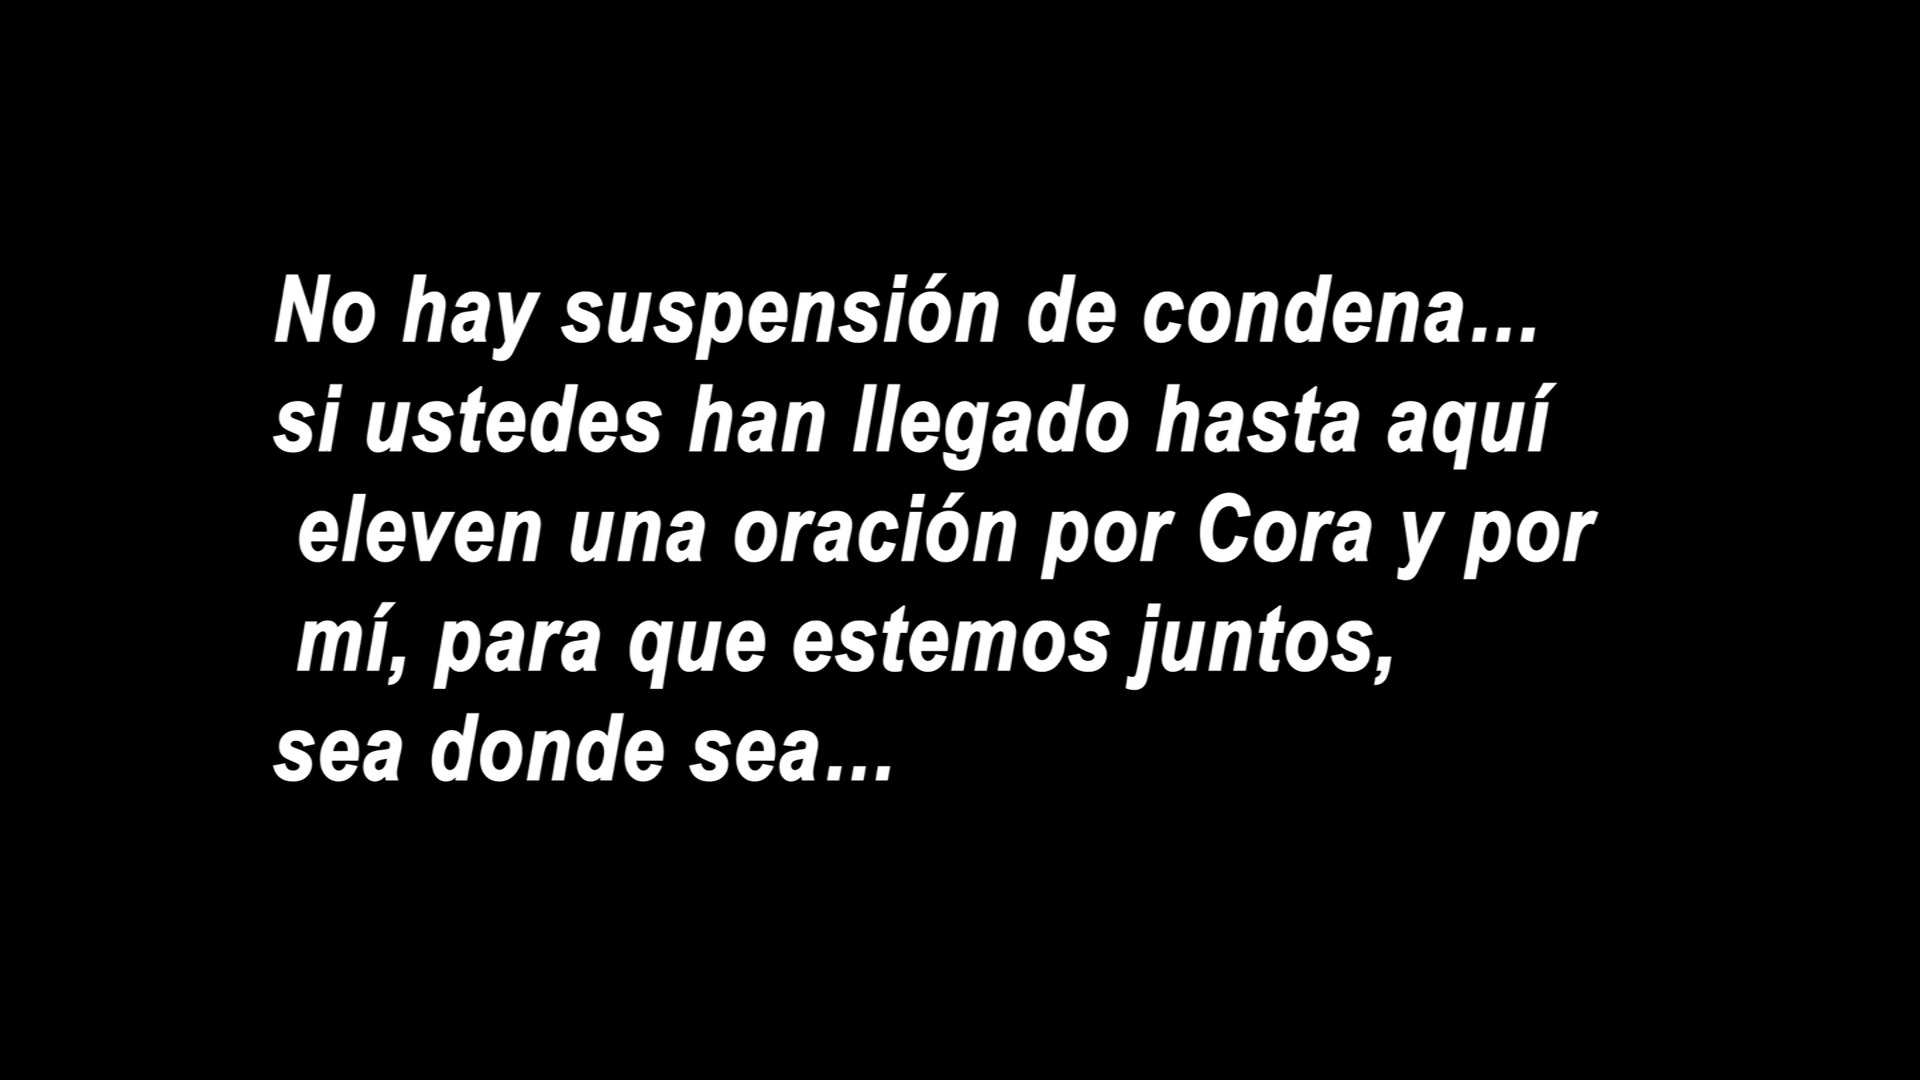 No hay suspensión de condena...
si ustedes han llegado hasta aquí
eleven una oración por Cora y por
mí, para que estemos juntos,
sea donde sea...